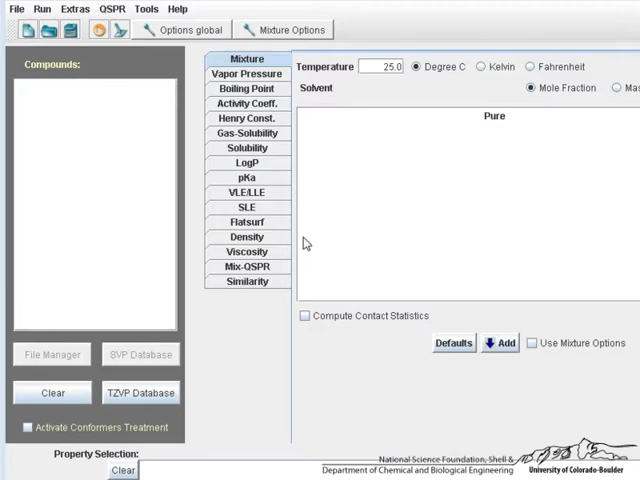 File Run Extras QSPR Tools Help
Options global Mixture Options
Compounds:
File Manager SVP Database
Clear TZVP Database
Activate Conformers Treatment
Mixture
Vapor Pressure
Boiling Point
Activity Coeff.
Henry Const.
Gas-Solubility
Solubility
LogP
pKa
VLE/LLE
SLE
Flatsurf
Density
Viscosity
Mix-QSPR
Similarity
Temperature 25.0 Degree C Kelvin Fahrenheit
Solvent Mole Fraction Mas
Pure
Compute Contact Statistics
Defaults Add Use Mixture Options
Property Selection:
Clear
National Science Foundation, Shell &
Department of Chemical and Biological Engineering
University of Colorado-Boulder